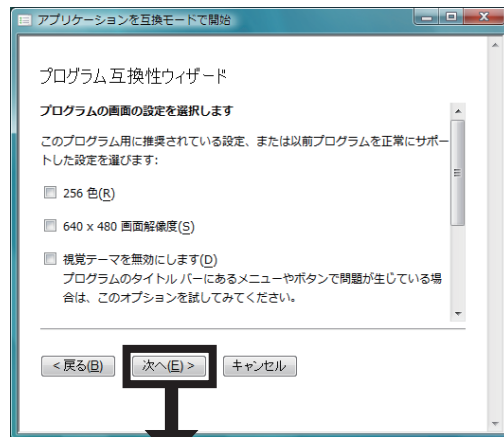 アプリケーションを互換モードで開始
プログラム互換性ウィザード
プログラムの画面の設定を選択します
このプログラム用に推奨されている設定、または以前プログラムを正常にサポー
トした設定を選びます:
256 色(R)
640 x 480 画面解像度(S)
視覚テーマを無効にします(D)
プログラムのタイトル バーにあるメニューやボタンで問題が生じている場
合は、このオプションを試してみてください。
< 戻る(B) 次へ(E) > キャンセル